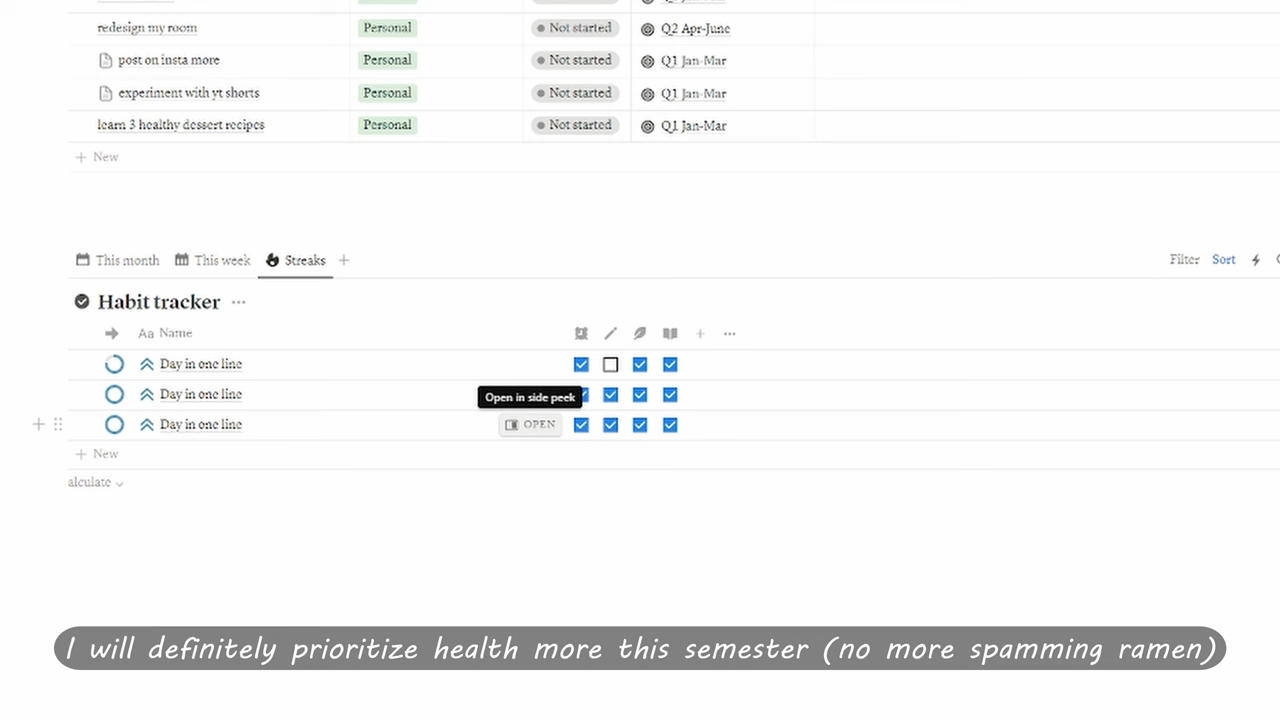 redesign my room Personal Not started Q2 Apr-June
post on insta more Personal Not started Q1 Jan-Mar
experiment with yt shorts Personal Not started Q1 Jan-Mar
learn 3 healthy dessert recipes Personal Not started Q1 Jan-Mar
+ New
This month This week Streaks + Filter Sort
Habit tracker ...
Aa Name + ...
Day in one line
Day in one line
Open in side peek
Day in one line OPEN
+ New
alculate
I will definitely prioritize health more this semester (no more spamming ramen)